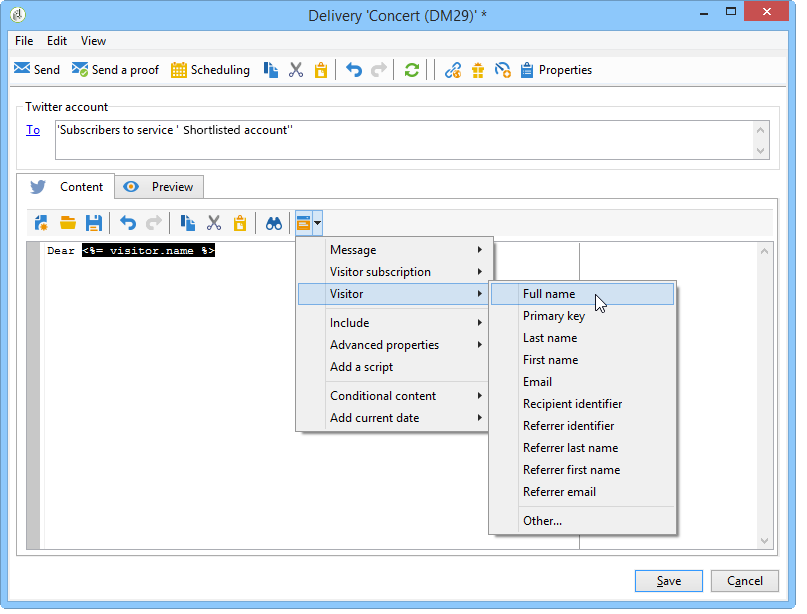 Delivery 'Concert (DM29)' *
File Edit View
Send Send a proof Scheduling Properties
Twitter account
To 'Subscribers to service ' Shortlisted account''
Content Preview
Dear <%= visitor.name %>
Message
Visitor subscription
Visitor
Include
Advanced properties
Add a script
Conditional content
Add current date
Full name
Primary key
Last name
First name
Email
Recipient identifier
Referrer identifier
Referrer last name
Referrer first name
Referrer email
Other...
Save Cancel